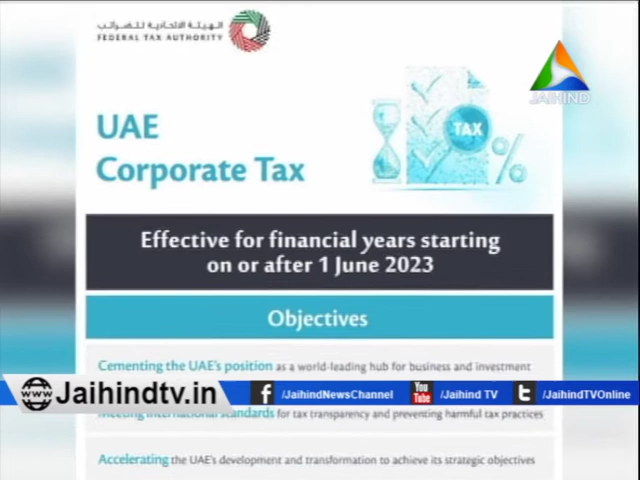 الهيئة الاتحادية للضرائب
FEDERAL TAX AUTHORITY
JAIHIND
UAE
Corporate Tax
TAX
%
Effective for financial years starting
on or after 1 June 2023
Objectives
Cementing the UAE's position as a world-leading hub for business and investment
WWW
Jaihindtv.in
f /JaihindNewsChannel
You Tube /Jaihind TV
t /JaihindTVOnline
Meeting international standards for tax transparency and preventing harmful tax practices
Accelerating the UAE's development and transformation to achieve its strategic objectives